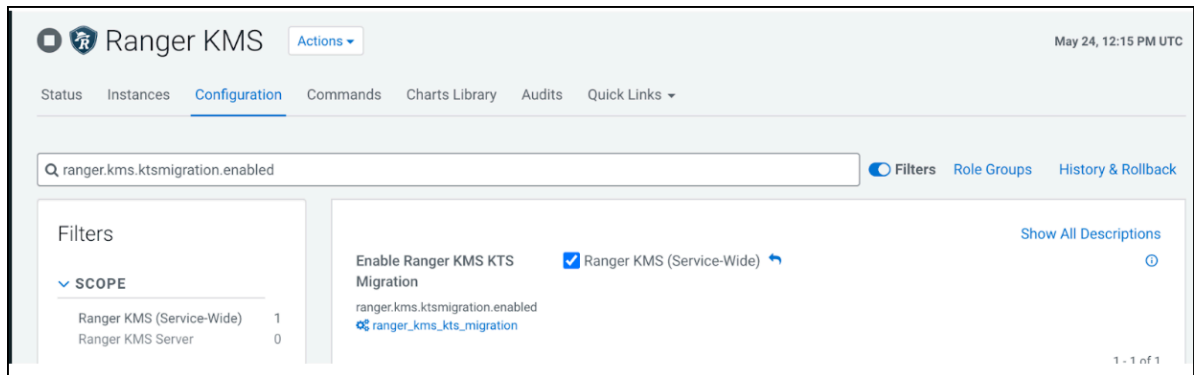 Ranger KMS Actions May 24, 12:15 PM UTC
Status Instances Configuration Commands Charts Library Audits Quick Links
ranger.kms.ktsmigration.enabled Filters Role Groups History & Rollback
Filters
Show All Descriptions
Enable Ranger KMS KTS Migration
Ranger KMS (Service-Wide)
SCOPE
ranger.kms.ktsmigration.enabled
Ranger KMS (Service-Wide) 1
ranger_kms_kts_migration
Ranger KMS Server 0
1 - 1 of 1